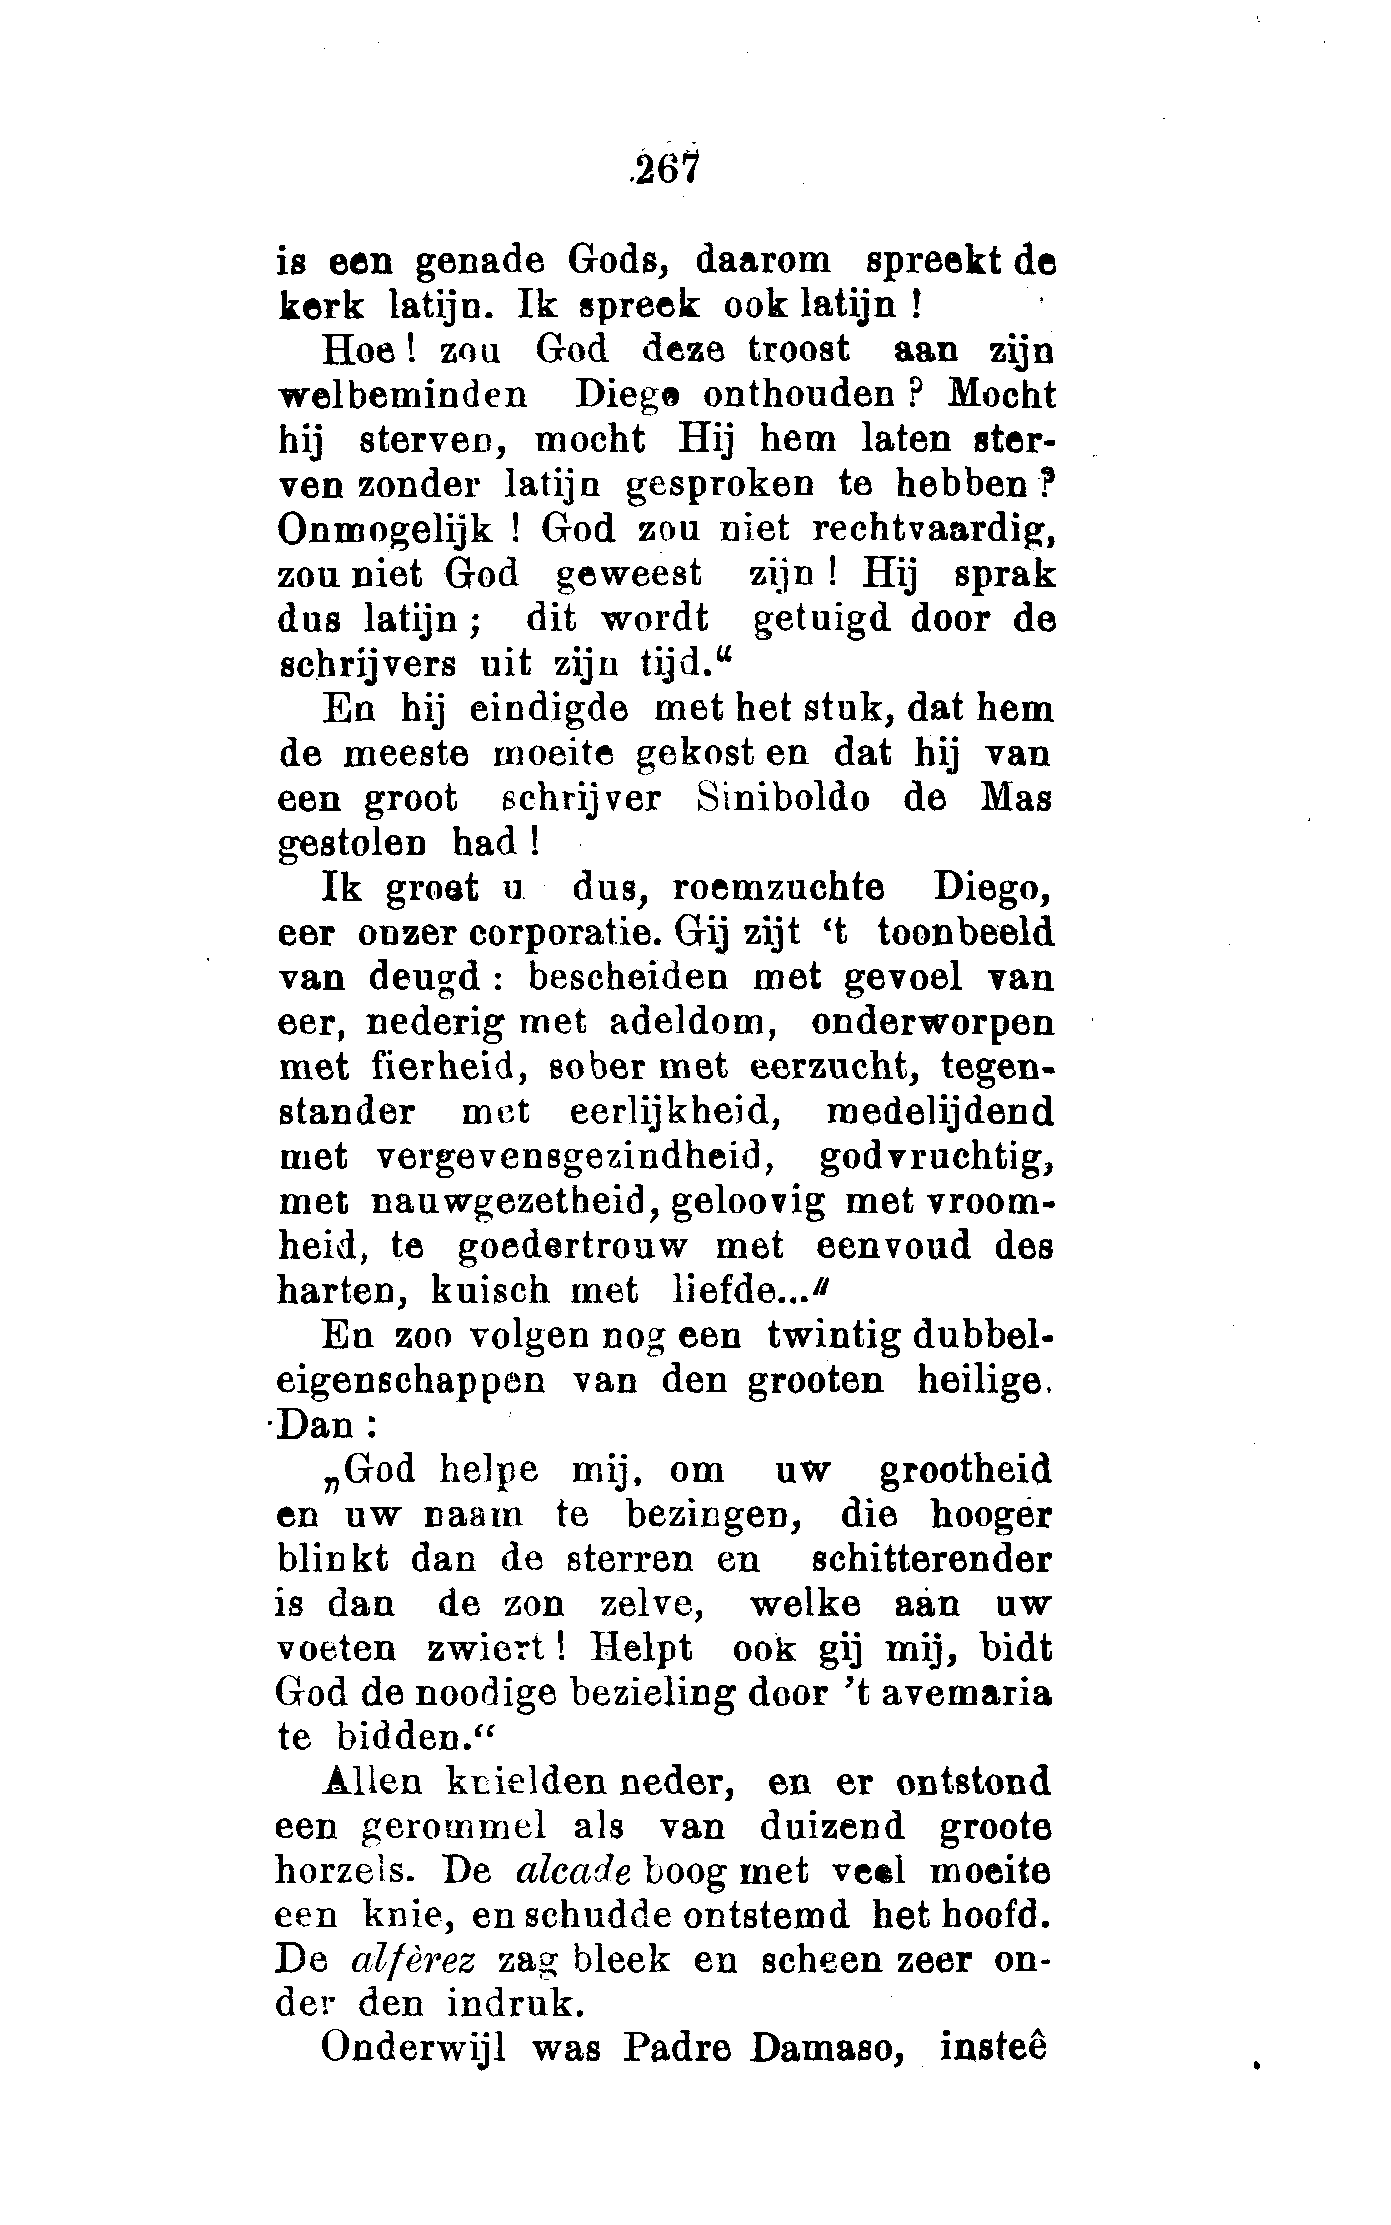 267
is een genade Gods, daarom spreekt de
kerk latijn. Ik spreek ook latijn !
Hoe ! zou God deze troost aan zijn
welbeminden Diego onthouden ? Mocht
hij sterven, mocht Hij hem laten ster-
ven zonder latijn gesproken te hebben ?
Onmogelijk ! God zou niet rechtvaardig,
zou niet God geweest zijn ! Hij sprak
dus latijn ; dit wordt getuigd door de
schrijvers uit zijn tijd.“
En hij eindigde met het stuk, dat hem
de meeste moeite gekost en dat hij van
een groot schrijver Siniboldo de Mas
gestolen had !
Ik groet u dus, roemzuchte Diego,
eer onzer corporatie. Gij zijt ‘t toonbeeld
van deugd : bescheiden met gevoel van
eer, nederig met adeldom, onderworpen
met fierheid, sober met eerzucht, tegen-
stander met eerlijkheid, medelijdend
met vergevensgezindheid, godvruchtig,
met nauwgezetheid, geloovig met vroom-
heid, te goedertrouw met eenvoud des
harten, kuisch met liefde...“
En zoo volgen nog een twintig dubbel-
eigenschappen van den grooten heilige.
Dan :
„God helpe mij, om uw grootheid
en uw naam te bezingen, die hooger
blinkt dan de sterren en schitterender
is dan de zon zelve, welke aan uw
voeten zwiert ! Helpt ook gij mij, bidt
God de noodige bezieling door ’t avemaria
te bidden.“
Allen knielden neder, en er ontstond
een gerommel als van duizend groote
horzels. De alcade boog met veel moeite
een knie, en schudde ontstemd het hoofd.
De alfèrez zag bleek en scheen zeer on-
der den indruk.
Onderwijl was Padre Damaso, insteê